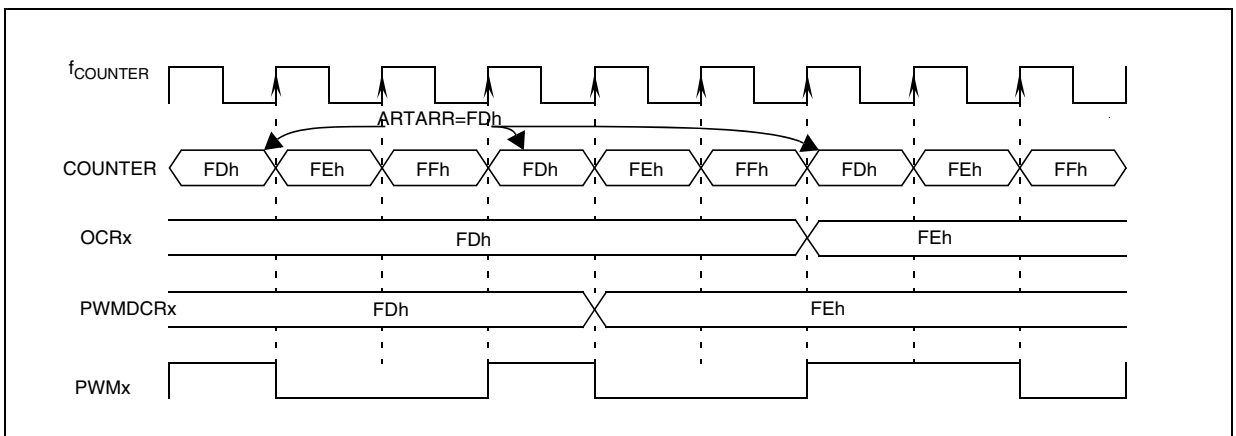 fCOUNTER
ARTARR=FDh
COUNTER FDh FEh FFh FDh FEh FFh FDh FEh FFh
OCRx FDh FEh
PWMDCRx FDh FEh
PWMx